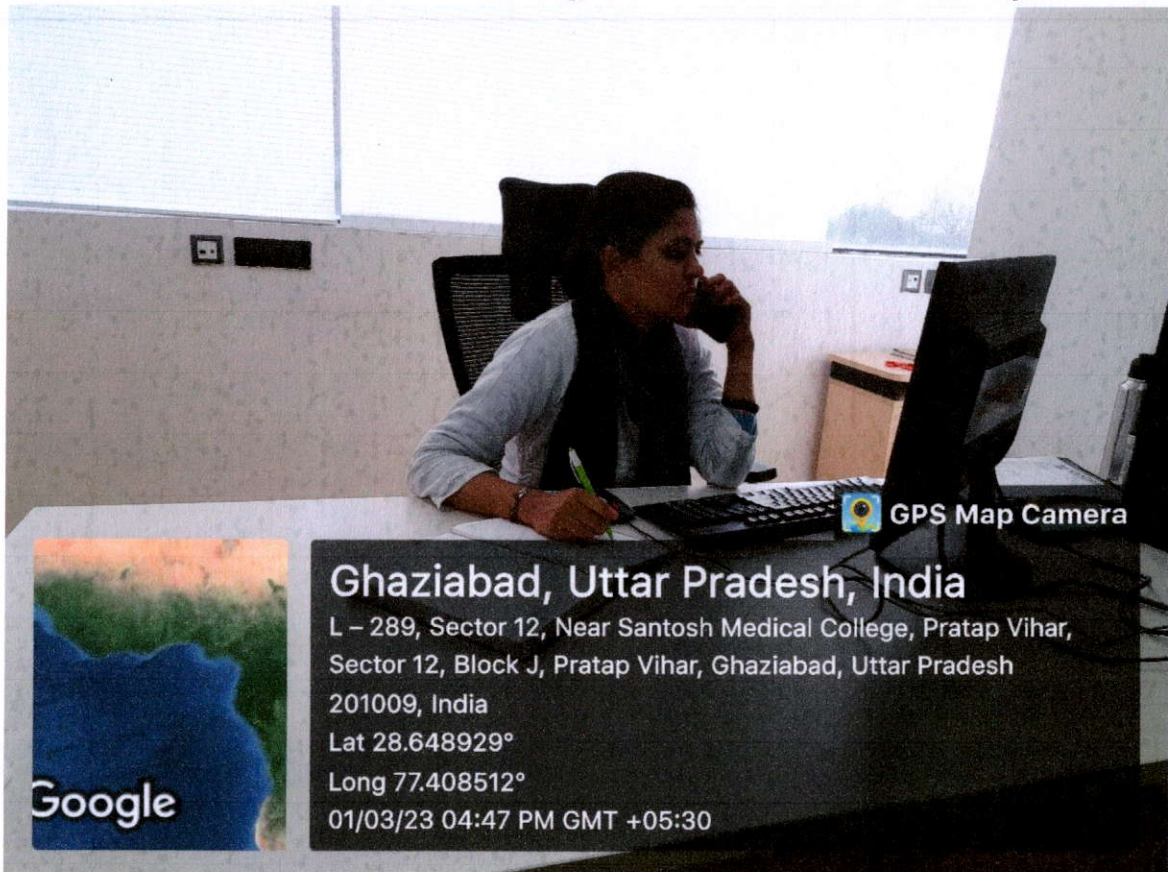 GPS Map Camera
Ghaziabad, Uttar Pradesh, India
L – 289, Sector 12, Near Santosh Medical College, Pratap Vihar,
Sector 12, Block J, Pratap Vihar, Ghaziabad, Uttar Pradesh
201009, India
Lat 28.648929°
Long 77.408512°
01/03/23 04:47 PM GMT +05:30
Google